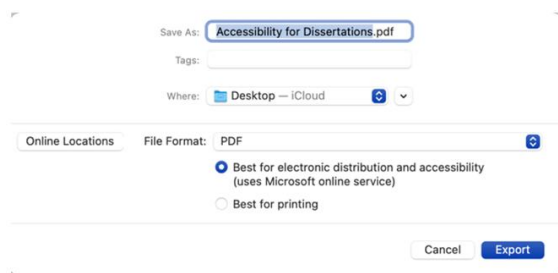 Save As: Accessibility for Dissertations.pdf
Tags:
Where: Desktop — iCloud
Online Locations File Format: PDF
Best for electronic distribution and accessibility
(uses Microsoft online service)
Best for printing
Cancel Export